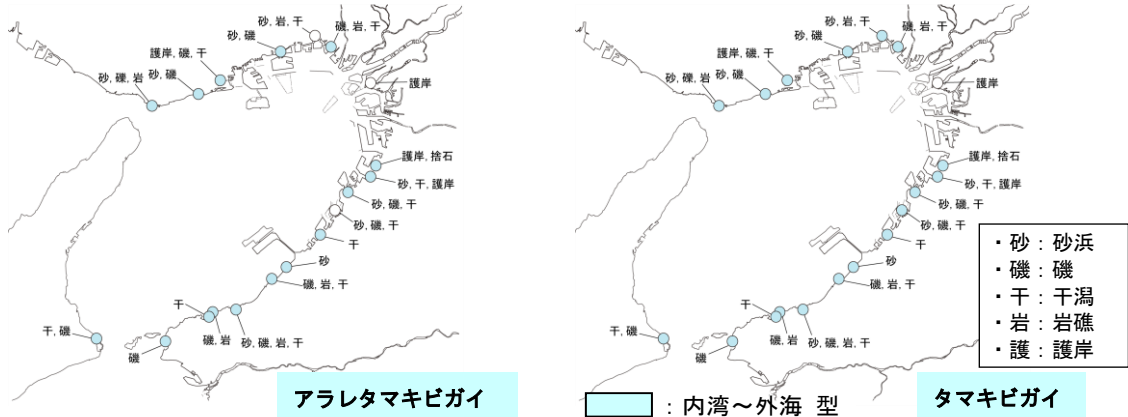 砂, 岩, 干
砂, 磯
磯, 岩, 干
護岸, 磯, 干
砂, 磯
砂, 礫, 岩
護岸
護岸, 捨石
砂, 干, 護岸
砂, 磯, 干
砂, 磯, 干
干
砂
磯, 岩, 干
干
磯, 岩
砂, 磯, 岩, 干
干, 磯
磯
アラレタマキビガイ
砂, 岩, 干
砂, 磯
磯, 岩, 干
護岸, 磯, 干
砂, 磯
砂, 礫, 岩
護岸
護岸, 捨石
砂, 干, 護岸
砂, 磯, 干
砂, 磯, 干
干
砂
磯, 岩, 干
干
磯, 岩
砂, 磯, 岩, 干
干, 磯
磯
・砂：砂浜
・磯：磯
・干：干潟
・岩：岩礁
・護：護岸
：内湾～外海 型
タマキビガイ